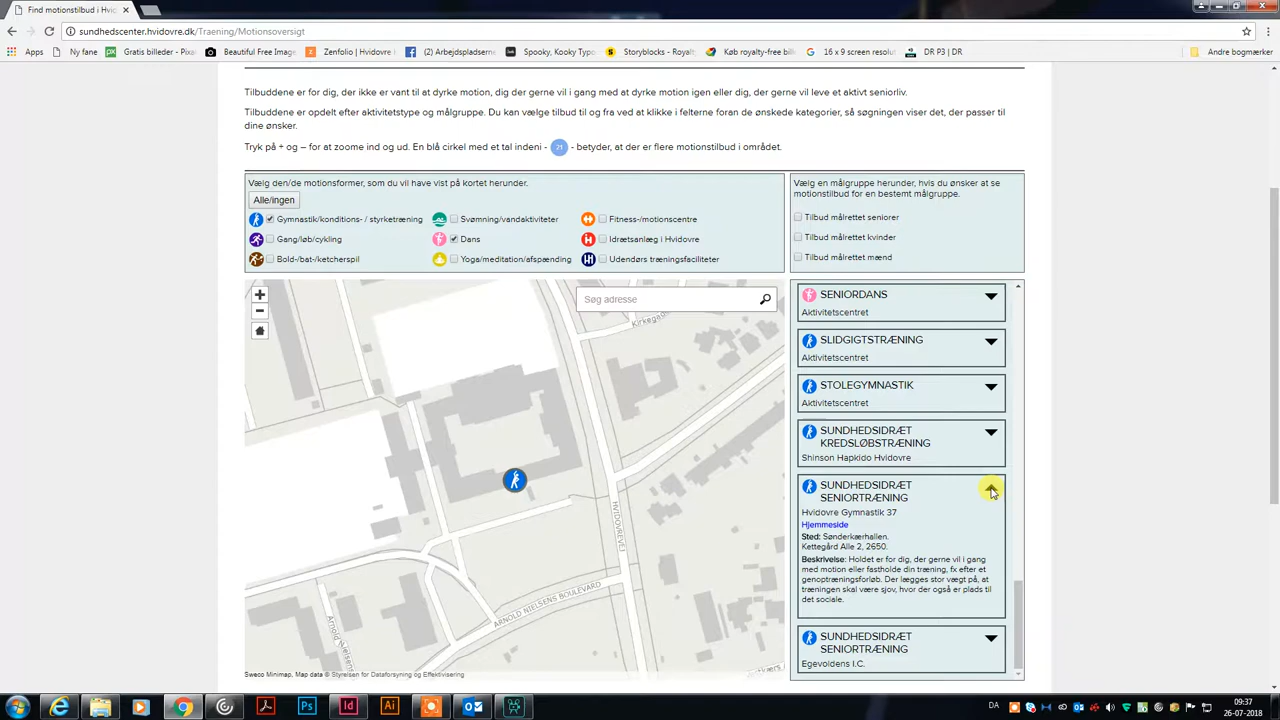 Find motionstilbud i Hvid
sundhedscenter.hvidovre.dk/Traening/Motionsoversigt
Apps
Ny fane
Gratis billeder - Pixa
Beautiful Free Image
Zenfolio | Hvidovre
(2) Arbejdspladserne
Spooky, Kooky Typo
Storyblocks - Royalt
Køb royalty-free bille
16 x 9 screen resolu
DR P3 | DR
Andre bogmærker
Tilbuddene er for dig, der ikke er vant til at dyrke motion, dig der gerne vil i gang med at dyrke motion igen eller dig, der gerne vil leve et aktivt seniorliv.
Tilbuddene er opdelt efter aktivitetstype og målgruppe. Du kan vælge tilbud til og fra ved at klikke i felterne foran de ønskede kategorier, så søgningen viser det, der passer til
dine ønsker.
Tryk på + og – for at zoome ind og ud. En blå cirkel med et tal indeni - 21 - betyder, at der er flere motionstilbud i området.
Vælg den/de motionsformer, som du vil have vist på kortet herunder.
Alle/ingen
Gymnastik/konditions- / styrketræning
Svømning/vandaktiviteter
Fitness-/motionscentre
Gang/løb/cykling
Dans
Idrætsanlæg i Hvidovre
Bold-/bat-/ketcherspil
Yoga/meditation/afspænding
Udendørs træningsfaciliteter
Vælg en målgruppe herunder, hvis du ønsker at se
motionstilbud for en bestemt målgruppe.
Tilbud målrettet seniorer
Tilbud målrettet kvinder
Tilbud målrettet mænd
Søg adresse
Kirkegad
HVIDOVREVEJ
ARNOLD NIELSENS BOULEVARD
Arnold Nielsens
Sweco Minimap, Map data © Styrelsen for Dataforsyning og Effektivisering
SENIORDANS
Aktivitetscentret
SLIDGIGTSTRÆNING
Aktivitetscentret
STOLEGYMNASTIK
Aktivitetscentret
SUNDHEDSIDRÆT
KREDSLØBSTRÆNING
Shinson Hapkido Hvidovre
SUNDHEDSIDRÆT
SENIORTRÆNING
Hvidovre Gymnastik 37
Hjemmeside
Sted: Sønderkærhallen.
Kettegård Alle 2, 2650.
Beskrivelse: Holdet er for dig, der gerne vil i gang
med motion eller fastholde din træning, fx efter et
genoptræningsforløb. Der lægges stor vægt på, at
træningen skal være sjov, hvor der også er plads til
det sociale.
SUNDHEDSIDRÆT
SENIORTRÆNING
Egevoldens I.C.
DA
09:37
26-07-2018